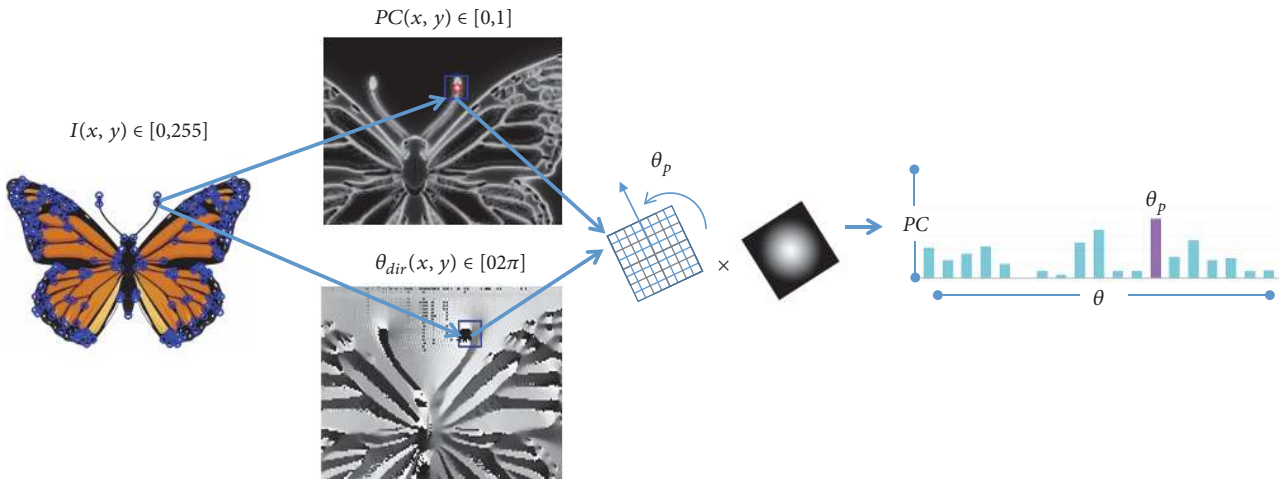 PC(x, y) ∈ [0,1]
I(x, y) ∈ [0,255]
θ_dir(x, y) ∈ [02π]
θ_p
×
PC
θ_p
θ